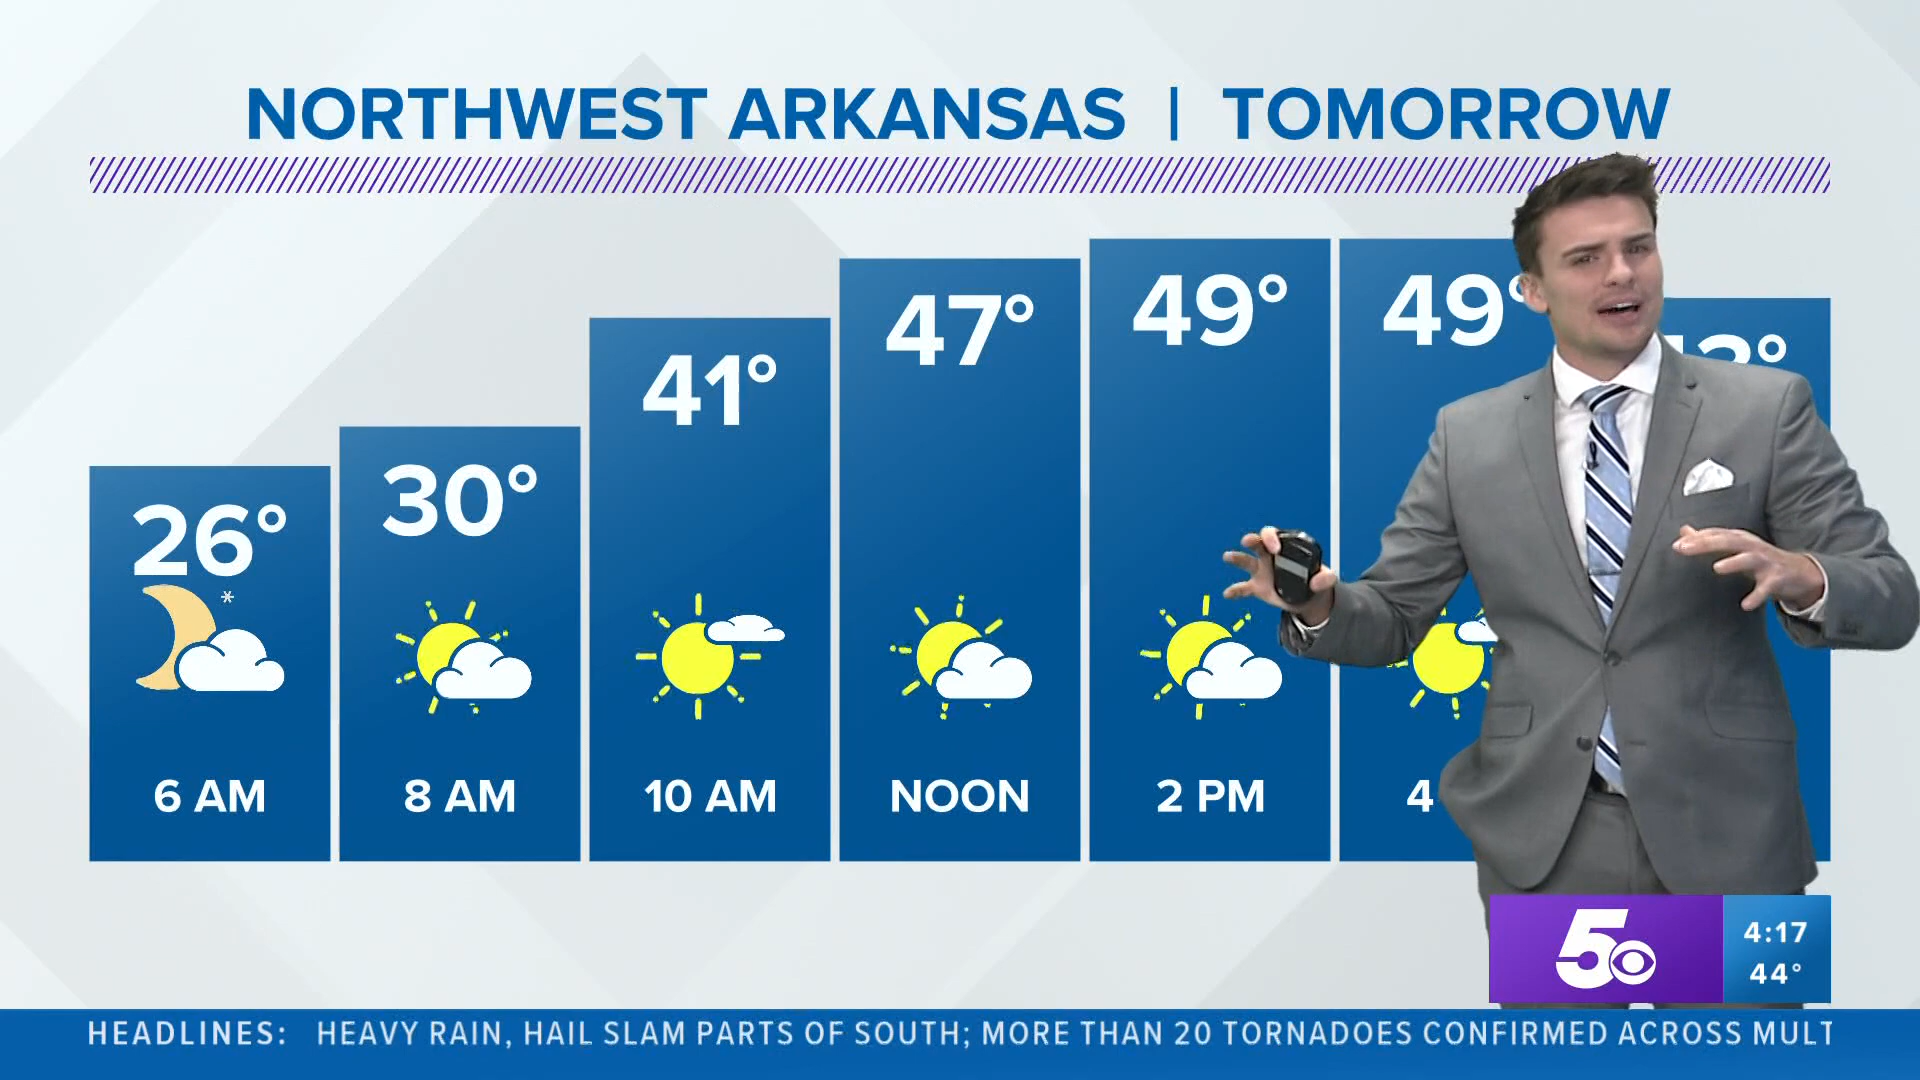 NORTHWEST ARKANSAS | TOMORROW
26° 30° 41° 47° 49° 49°
6 AM 8 AM 10 AM NOON 2 PM 4
5
4:17
44°
HEADLINES: HEAVY RAIN, HAIL SLAM PARTS OF SOUTH; MORE THAN 20 TORNADOES CONFIRMED ACROSS MULT